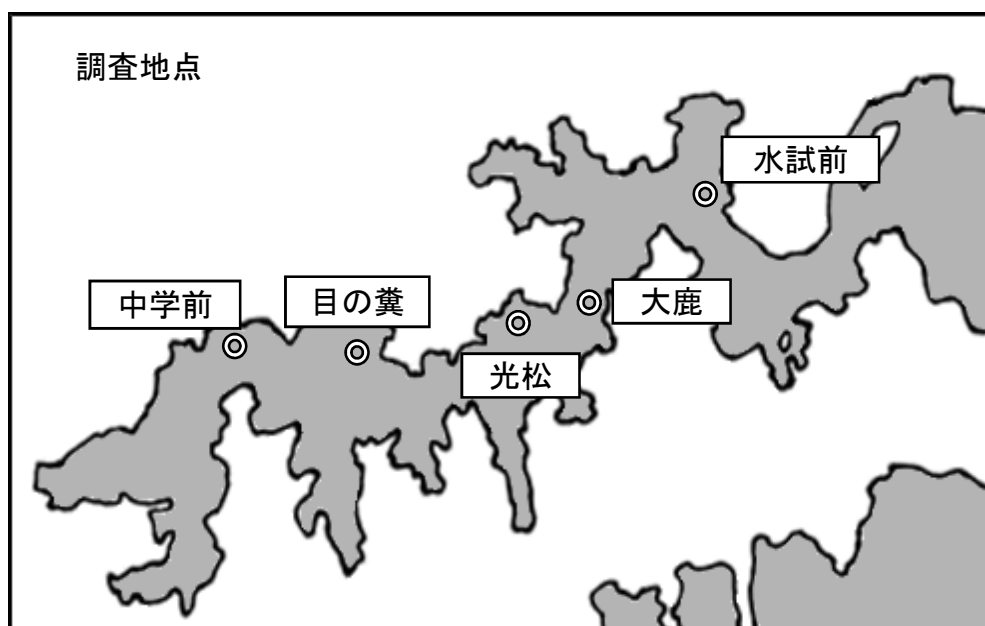 調査地点
水試前
中学前
目の糞
大鹿
光松